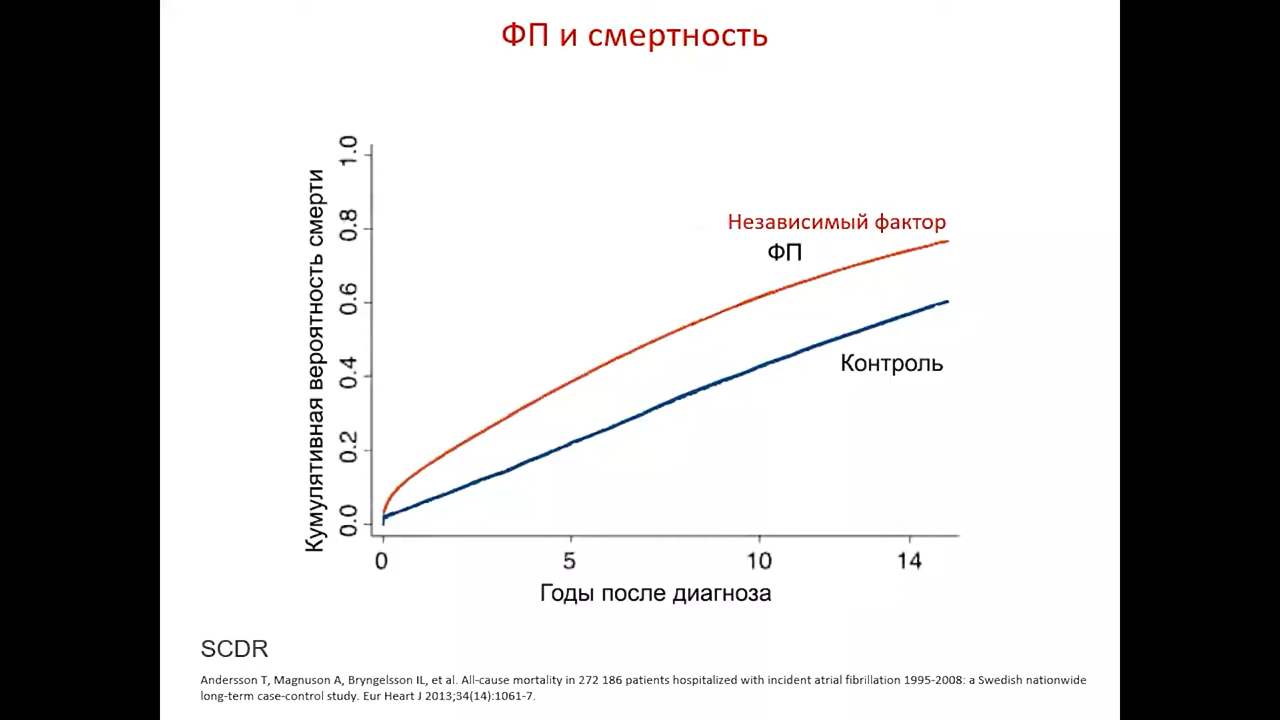 ФП и смертность
Кумулятивная вероятность смерти
1.0
0.8
0.6
0.4
0.2
0.0
Независимый фактор
ФП
Контроль
0 5 10 14
Годы после диагноза
SCDR
Andersson T, Magnuson A, Bryngelsson IL, et al. All-cause mortality in 272 186 patients hospitalized with incident atrial fibrillation 1995-2008: a Swedish nationwide
long-term case-control study. Eur Heart J 2013;34(14):1061-7.